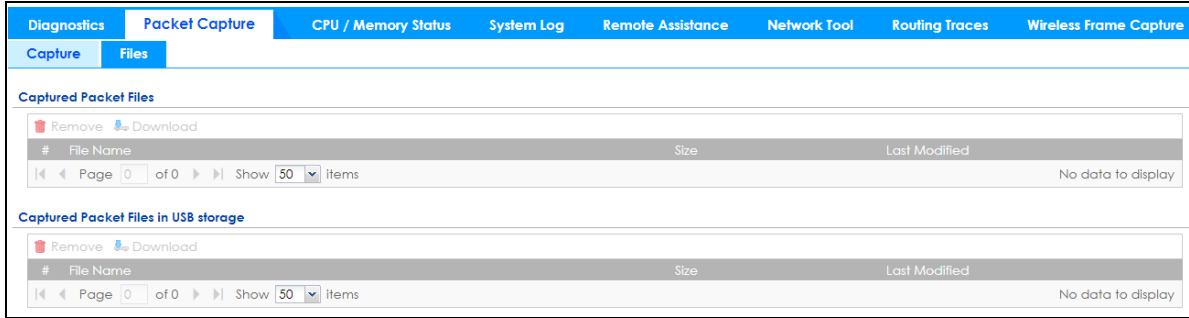 Diagnostics Packet Capture CPU / Memory Status System Log Remote Assistance Network Tool Routing Traces Wireless Frame Capture
Capture Files
Captured Packet Files
Remove Download
# File Name Size Last Modified
Page 0 of 0 Show 50 items No data to display
Captured Packet Files in USB storage
Remove Download
# File Name Size Last Modified
Page 0 of 0 Show 50 items No data to display